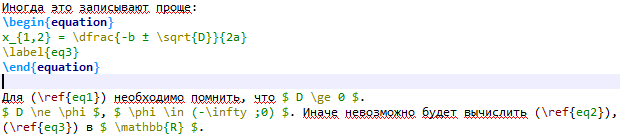 Иногда это записывают проще:
\begin{equation}
x_{1,2} = \dfrac{-b ± \sqrt{D}}{2a}
\label{eq3}
\end{equation}
Для (\ref{eq1}) необходимо помнить, что $ D \ge 0 $.
$ D \ne \phi $, $ \phi \in (-\infty ;0) $. Иначе невозможно будет вычислить (\ref{eq2}),
(\ref{eq3}) в $ \mathbb{R} $.